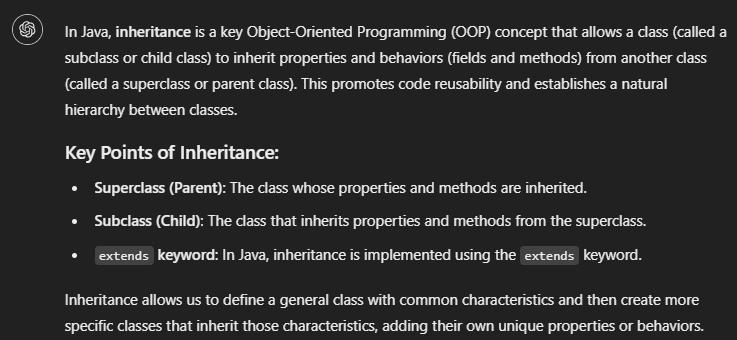 In Java, inheritance is a key Object-Oriented Programming (OOP) concept that allows a class (called a
subclass or child class) to inherit properties and behaviors (fields and methods) from another class
(called a superclass or parent class). This promotes code reusability and establishes a natural
hierarchy between classes.
Key Points of Inheritance:
• Superclass (Parent): The class whose properties and methods are inherited.
• Subclass (Child): The class that inherits properties and methods from the superclass.
• extends keyword: In Java, inheritance is implemented using the extends keyword.
Inheritance allows us to define a general class with common characteristics and then create more
specific classes that inherit those characteristics, adding their own unique properties or behaviors.